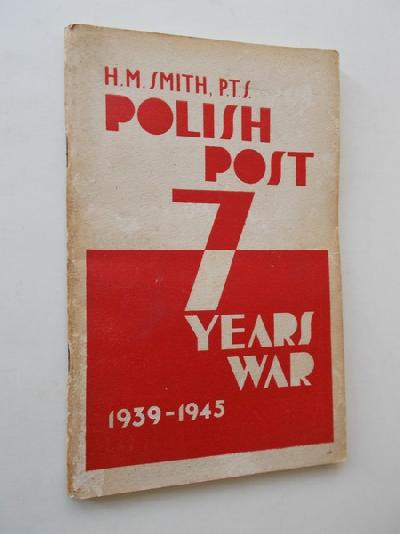 H.M. SMITH, P.T.S.
POLISH
POST
7
YEARS
WAR
1939-1945